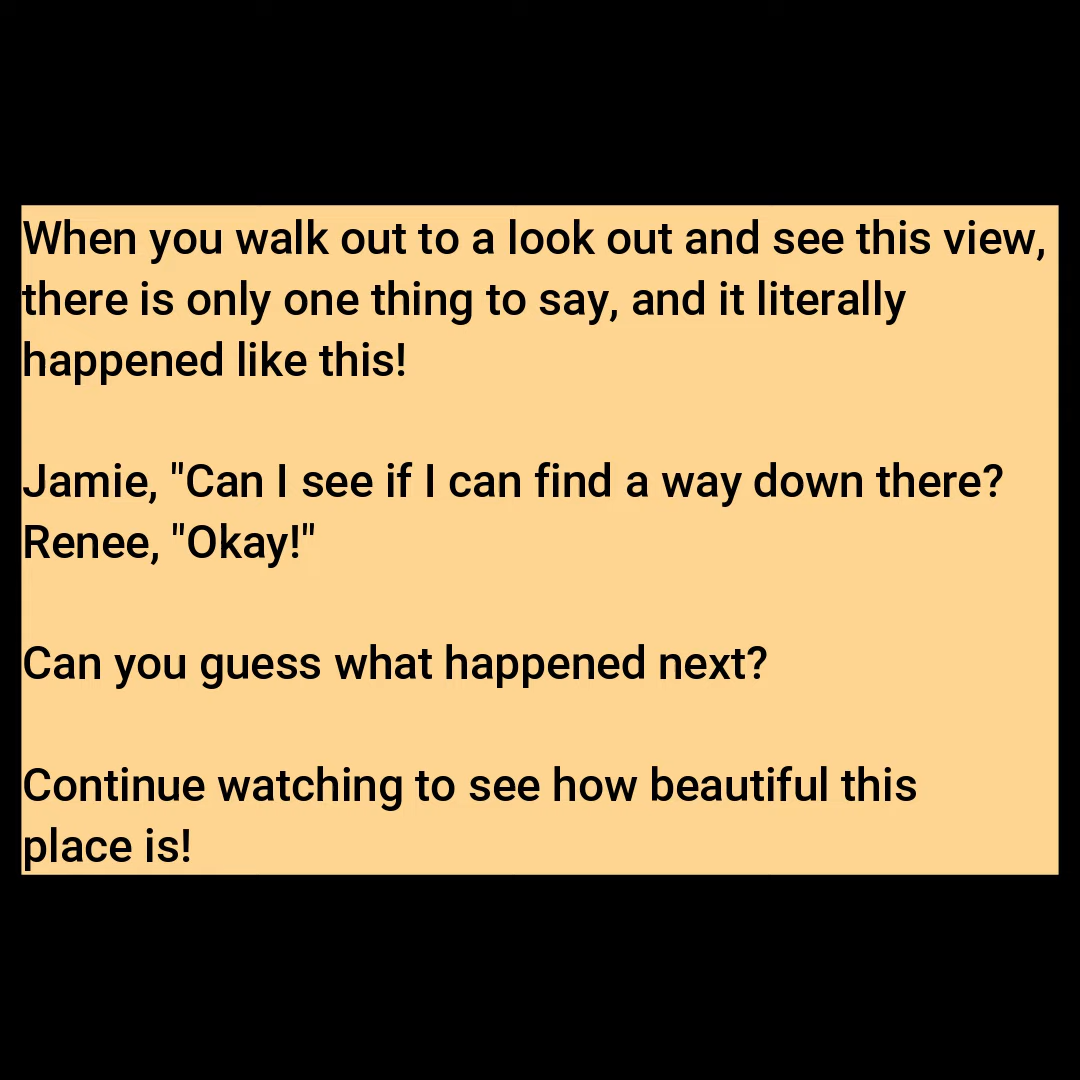 When you walk out to a look out and see this view,
there is only one thing to say, and it literally
happened like this!
Jamie, "Can I see if I can find a way down there?
Renee, "Okay!"
Can you guess what happened next?
Continue watching to see how beautiful this
place is!